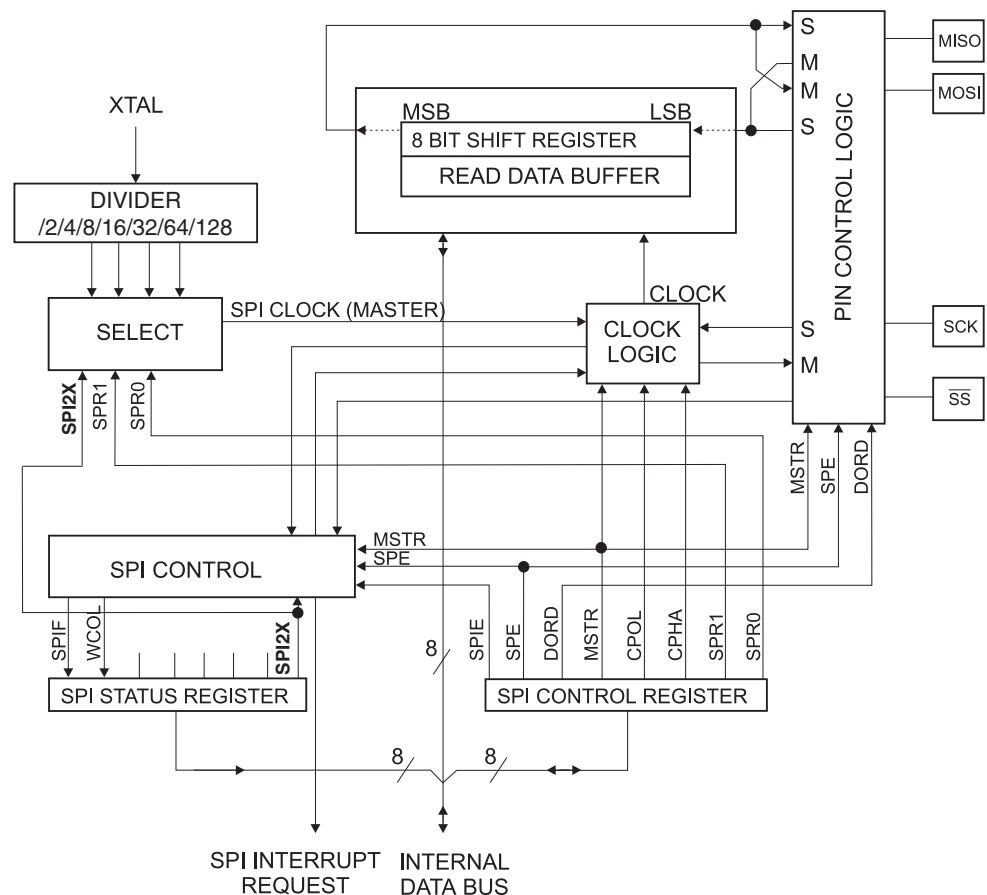 S
MISO
M
M
MOSI
XTAL
MSB
LSB
S
8 BIT SHIFT REGISTER
READ DATA BUFFER
DIVIDER
/2/4/8/16/32/64/128
PIN CONTROL LOGIC
SPI CLOCK (MASTER)
CLOCK
SELECT
CLOCK
LOGIC
S
SCK
M
SPI2X
SPR1
SPR0
SS
MSTR
SPE
DORD
MSTR
SPE
SPI CONTROL
SPIF
WCOL
SPI2X
SPIE
SPE
DORD
MSTR
CPOL
CPHA
SPR1
SPR0
8
SPI STATUS REGISTER
SPI CONTROL REGISTER
8
8
SPI INTERRUPT
REQUEST
INTERNAL
DATA BUS